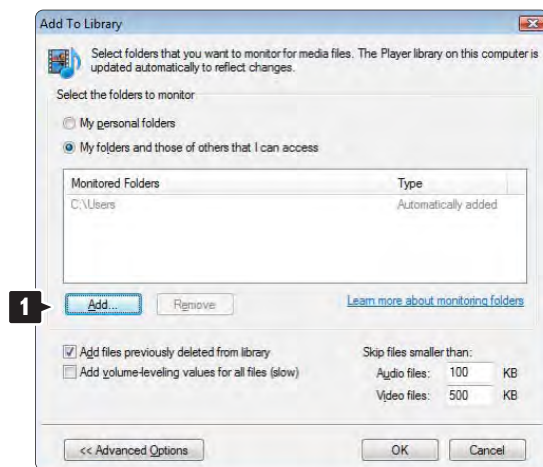 Add To Library
Select folders that you want to monitor for media files. The Player library on this computer is
updated automatically to reflect changes.
Select the folders to monitor
My personal folders
My folders and those of others that I can access
Monitored Folders Type
C:\Users Automatically added
1
Add... Remove Learn more about monitoring folders
Add files previously deleted from library Skip files smaller than:
Add volume-leveling values for all files (slow) Audio files: 100 KB
Video files: 500 KB
<< Advanced Options OK Cancel